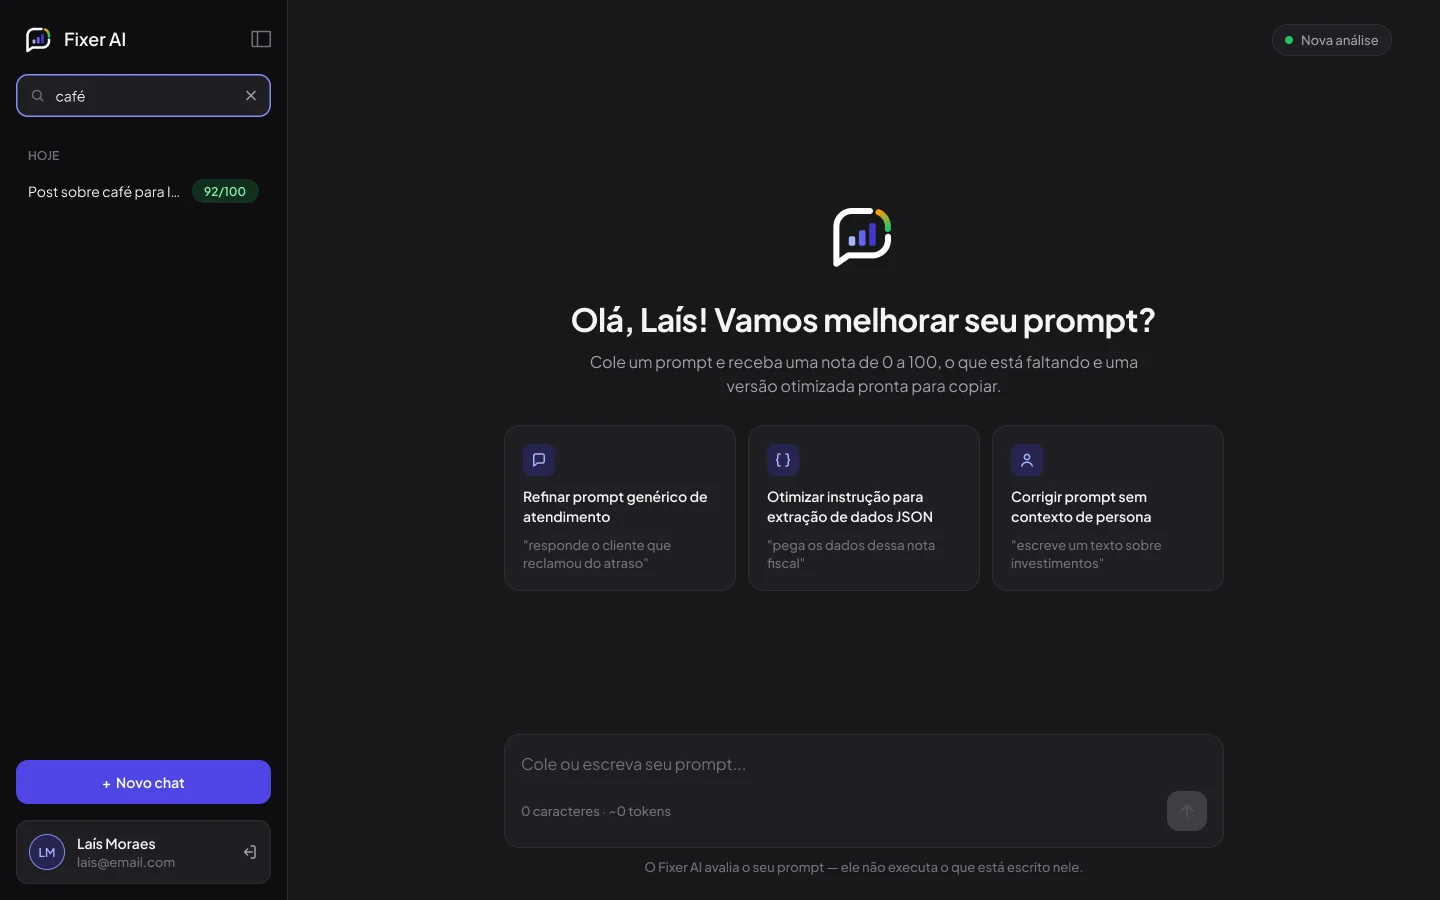 Fixer AI
café
HOJE
Post sobre café para l...
92/100
+ Novo chat
LM
Laís Moraes
lais@email.com
Nova análise
Olá, Laís! Vamos melhorar seu prompt?
Cole um prompt e receba uma nota de 0 a 100, o que está faltando e uma
versão otimizada pronta para copiar.
Refinar prompt genérico de
atendimento
"responde o cliente que
reclamou do atraso"
{ }
Otimizar instrução para
extração de dados JSON
"pega os dados dessa nota
fiscal"
Corrigir prompt sem
contexto de persona
"escreve um texto sobre
investimentos"
Cole ou escreva seu prompt...
0 caracteres · ~0 tokens
O Fixer AI avalia o seu prompt — ele não executa o que está escrito nele.